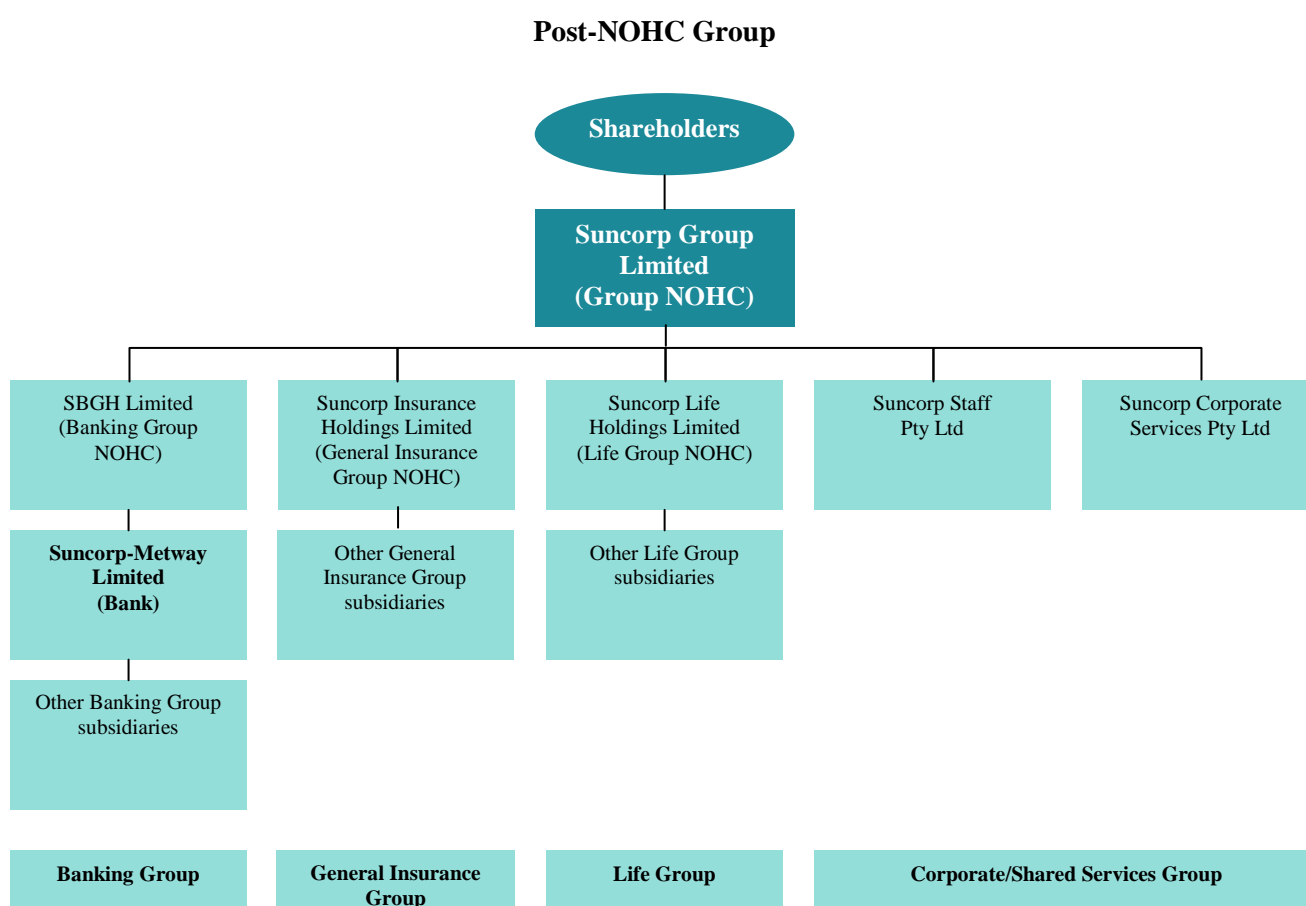 Post-NOHC Group
Shareholders
Suncorp Group
Limited
(Group NOHC)
SBGH Limited
(Banking Group
NOHC)
Suncorp Insurance
Holdings Limited
(General Insurance
Group NOHC)
Suncorp Life
Holdings Limited
(Life Group NOHC)
Suncorp Staff
Pty Ltd
Suncorp Corporate
Services Pty Ltd
Suncorp-Metway
Limited
(Bank)
Other General
Insurance Group
subsidiaries
Other Life Group
subsidiaries
Other Banking Group
subsidiaries
Banking Group
General Insurance
Group
Life Group
Corporate/Shared Services Group